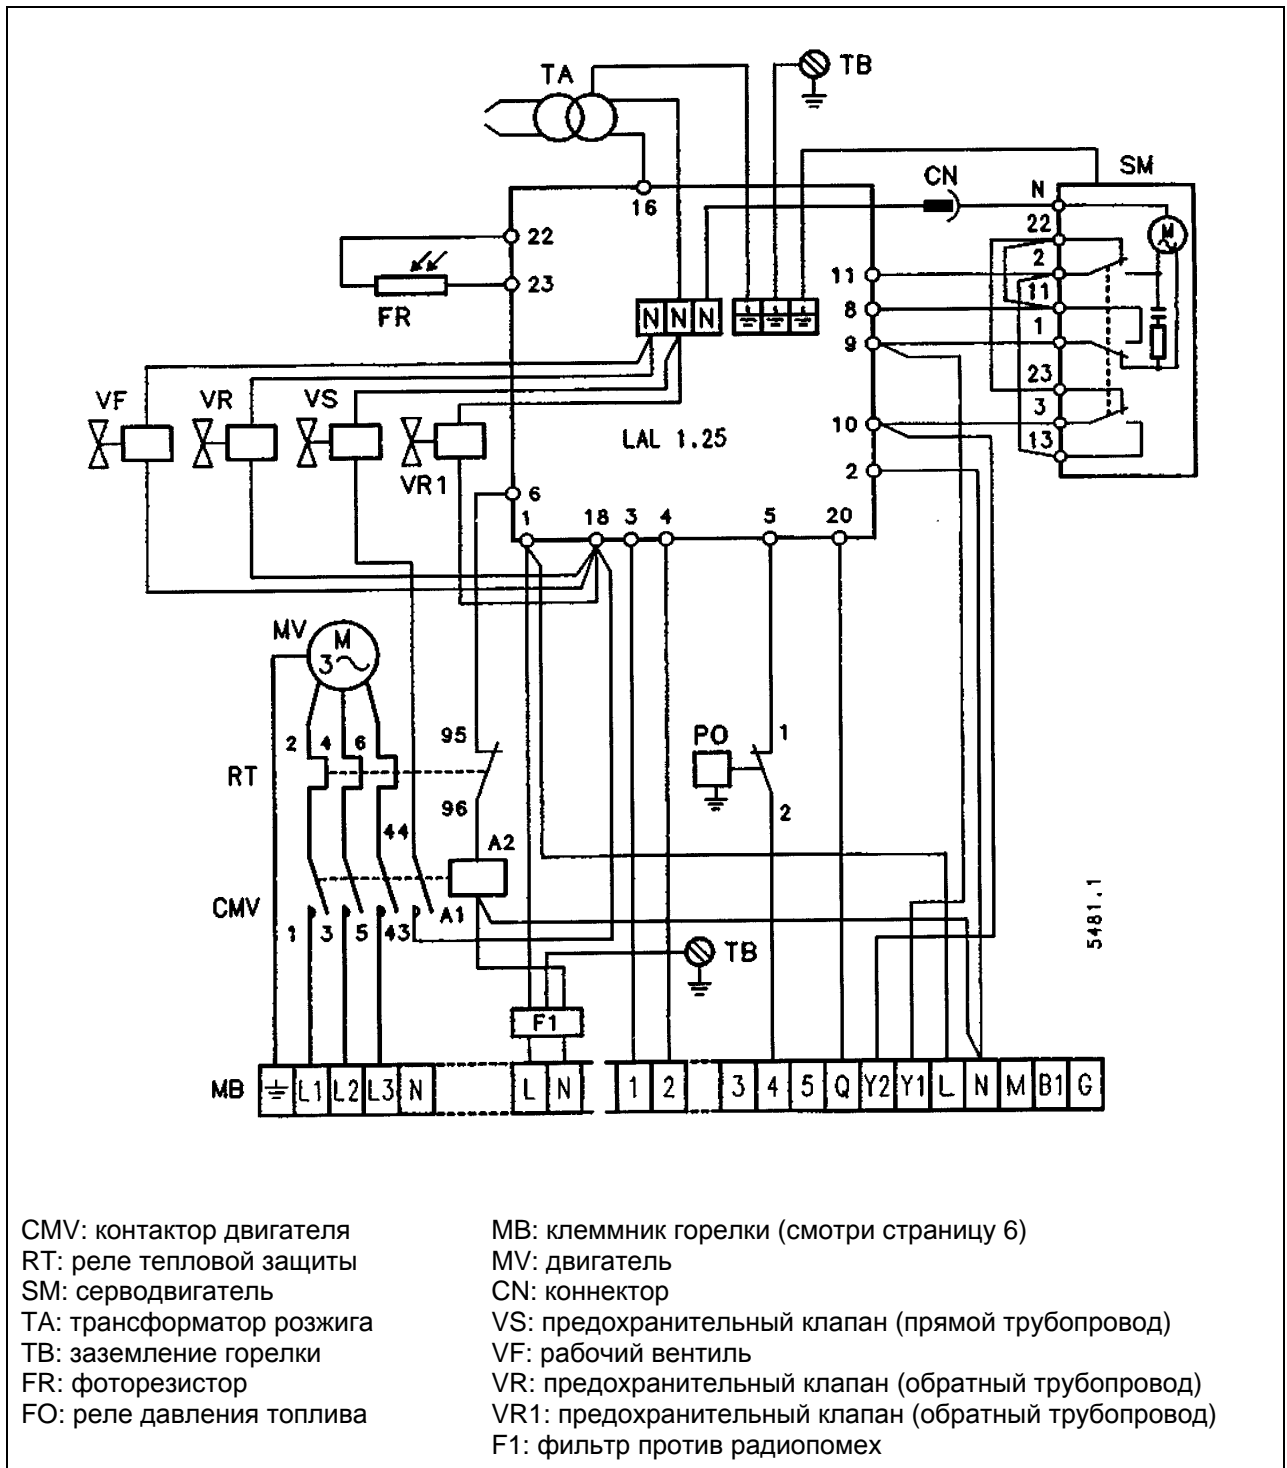 TA
TB
CN
SM
N
16
22
22
2
11
23
11
FR
N N N
8
1
9
VF
VR
VS
23
3
10
LAL 1.25
13
VR1
2
6
1
18
3
4
5
20
MV
M
3
2
4
6
95
PO
1
RT
96
2
44
A2
5481.1
CMV
A1
1
3
5
43
TB
F1
MB
L1 L2 L3 N L N 1 2 3 4 5 Q Y2 Y1 L N M B1 G
CMV: контактор двигателя
RT: реле тепловой защиты
SM: серводвигатель
TA: трансформатор розжига
TB: заземление горелки
FR: фоторезистор
FO: реле давления топлива
MB: клеммник горелки (смотри страницу 6)
MV: двигатель
CN: коннектор
VS: предохранительный клапан (прямой трубопровод)
VF: рабочий вентиль
VR: предохранительный клапан (обратный трубопровод)
VR1: предохранительный клапан (обратный трубопровод)
F1: фильтр против радиопомех
M